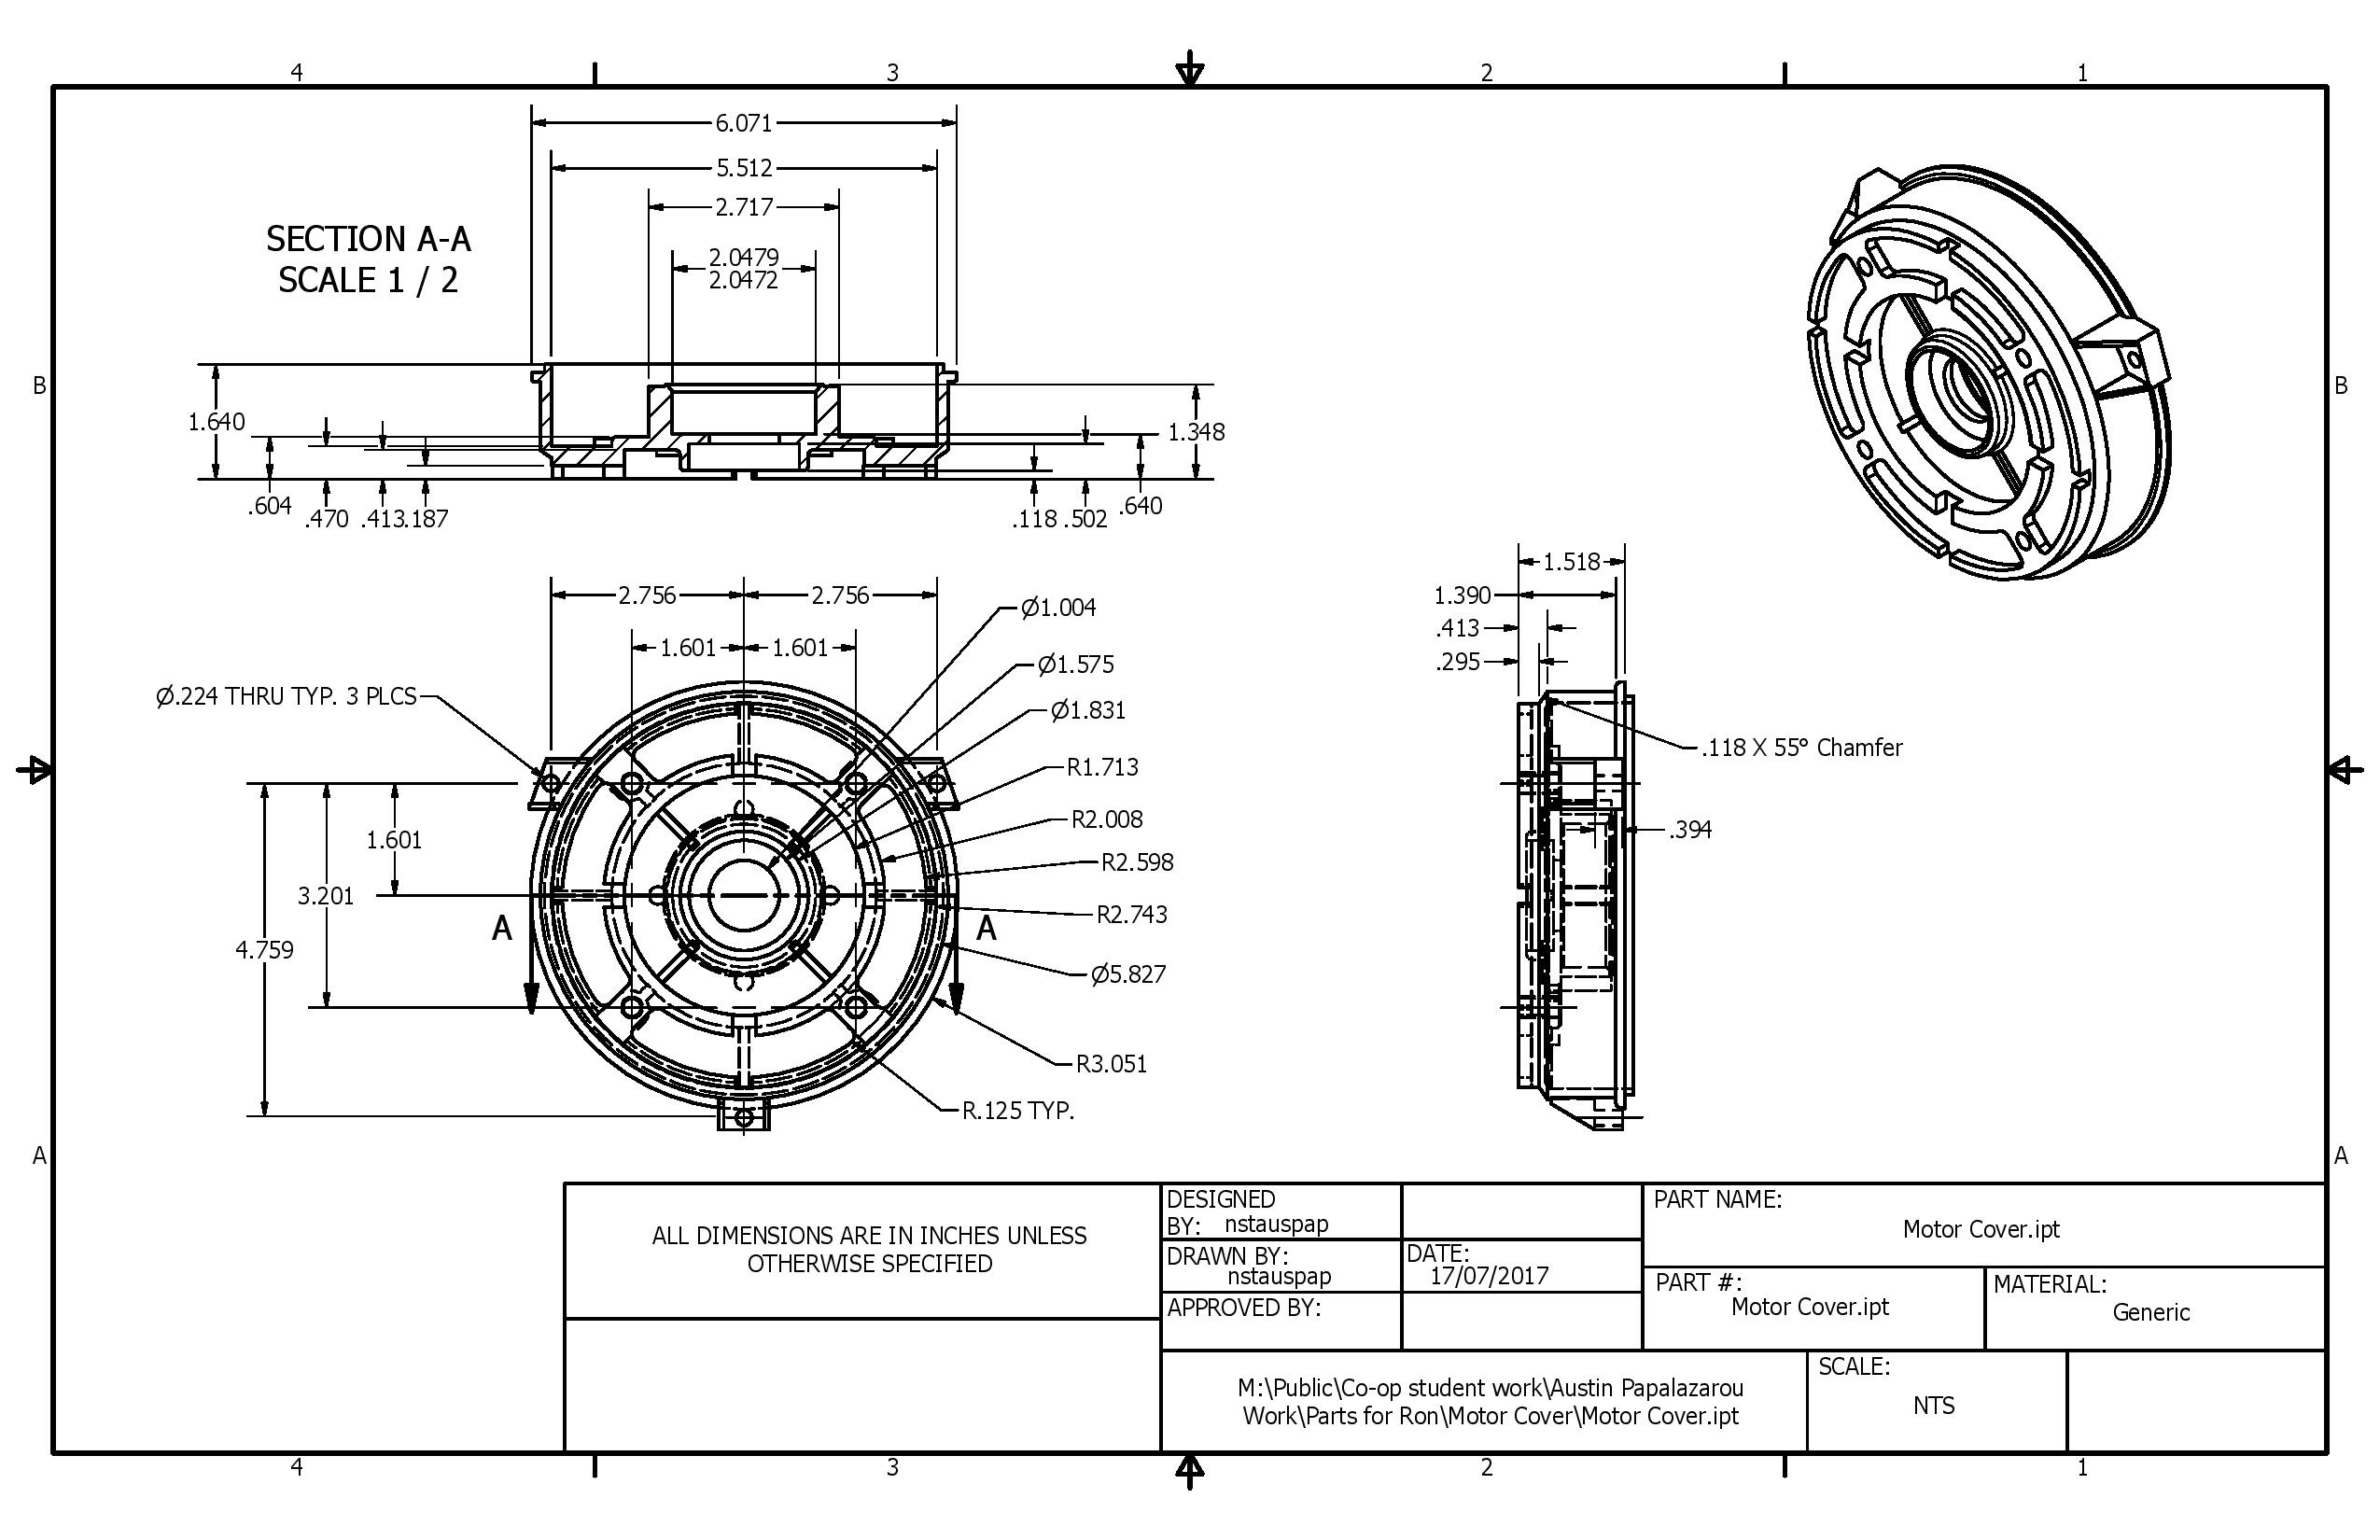 4 3 2 1
6.071
5.512
2.717
SECTION A-A
SCALE 1 / 2
2.0479
2.0472
B B
1.640
1.348
.604 .470 .413 .187
.118 .502 .640
2.756 2.756
1.601 1.601
Ø1.004
Ø1.575
Ø1.831
R1.713
R2.008
R2.598
R2.743
Ø5.827
R3.051
R.125 TYP.
Ø.224 THRU TYP. 3 PLCS
1.601
3.201
4.759
A A
1.518
1.390
.413
.295
.118 X 55° Chamfer
.394
A A
ALL DIMENSIONS ARE IN INCHES UNLESS
OTHERWISE SPECIFIED
DESIGNED
BY: nstauspap
DRAWN BY:
nstauspap
DATE:
17/07/2017
APPROVED BY:
PART NAME:
Motor Cover.ipt
PART #:
Motor Cover.ipt
MATERIAL:
Generic
M:\Public\Co-op student work\Austin Papalazarou
Work\Parts for Ron\Motor Cover\Motor Cover.ipt
SCALE:
NTS
4 3 2 1